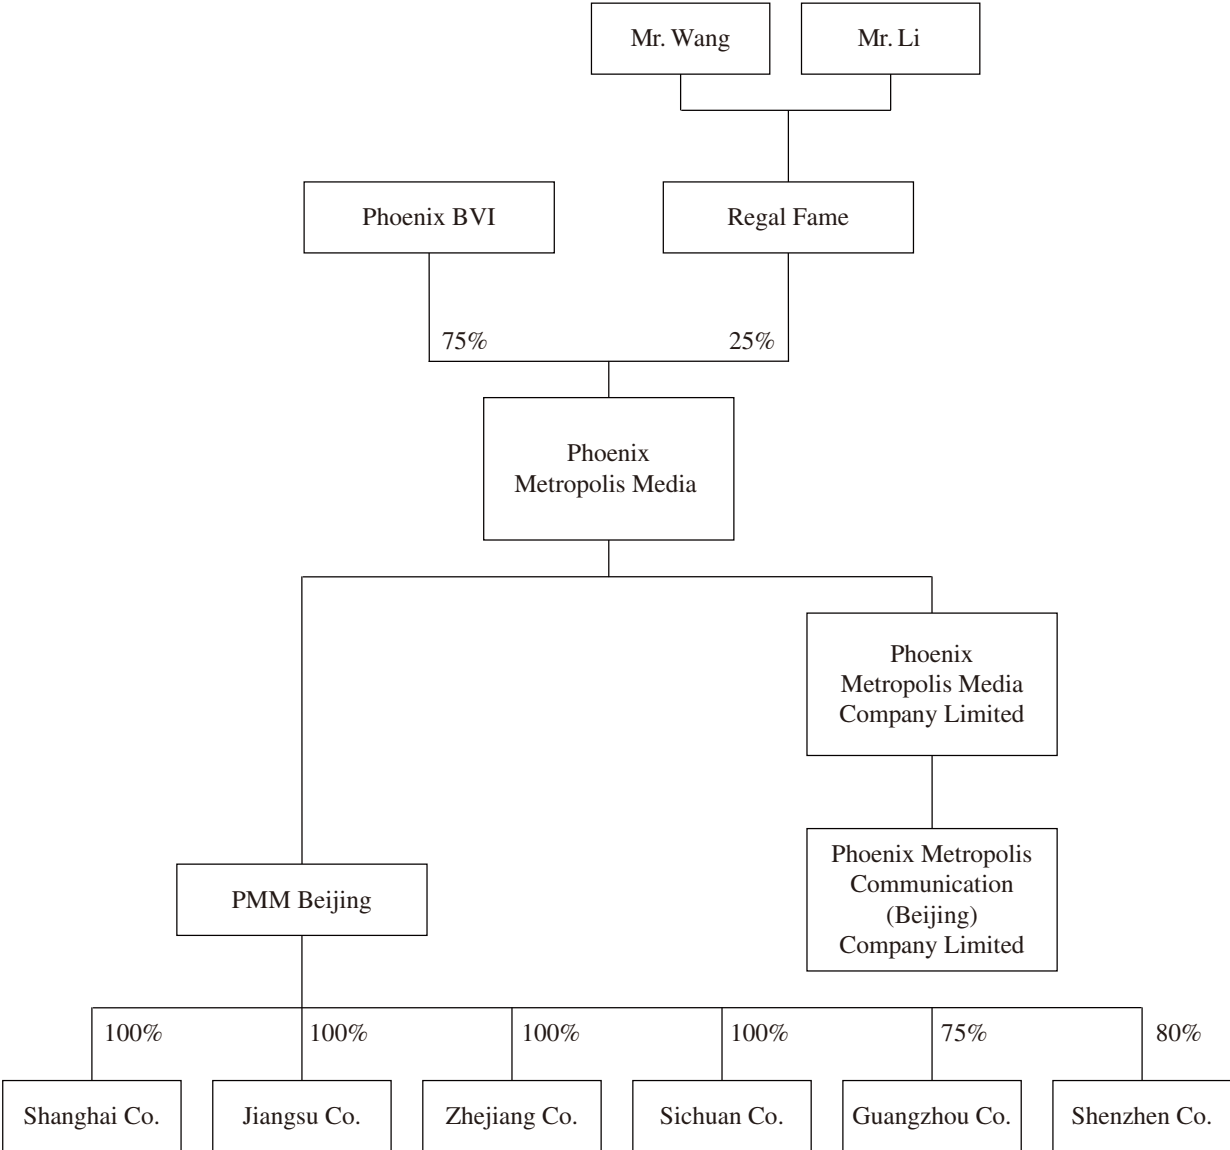 Mr. Wang
Mr. Li
Phoenix BVI
Regal Fame
75%
25%
Phoenix
Metropolis Media
Phoenix
Metropolis Media
Company Limited
Phoenix Metropolis
Communication
(Beijing)
Company Limited
PMM Beijing
100%
100%
100%
100%
75%
80%
Shanghai Co.
Jiangsu Co.
Zhejiang Co.
Sichuan Co.
Guangzhou Co.
Shenzhen Co.